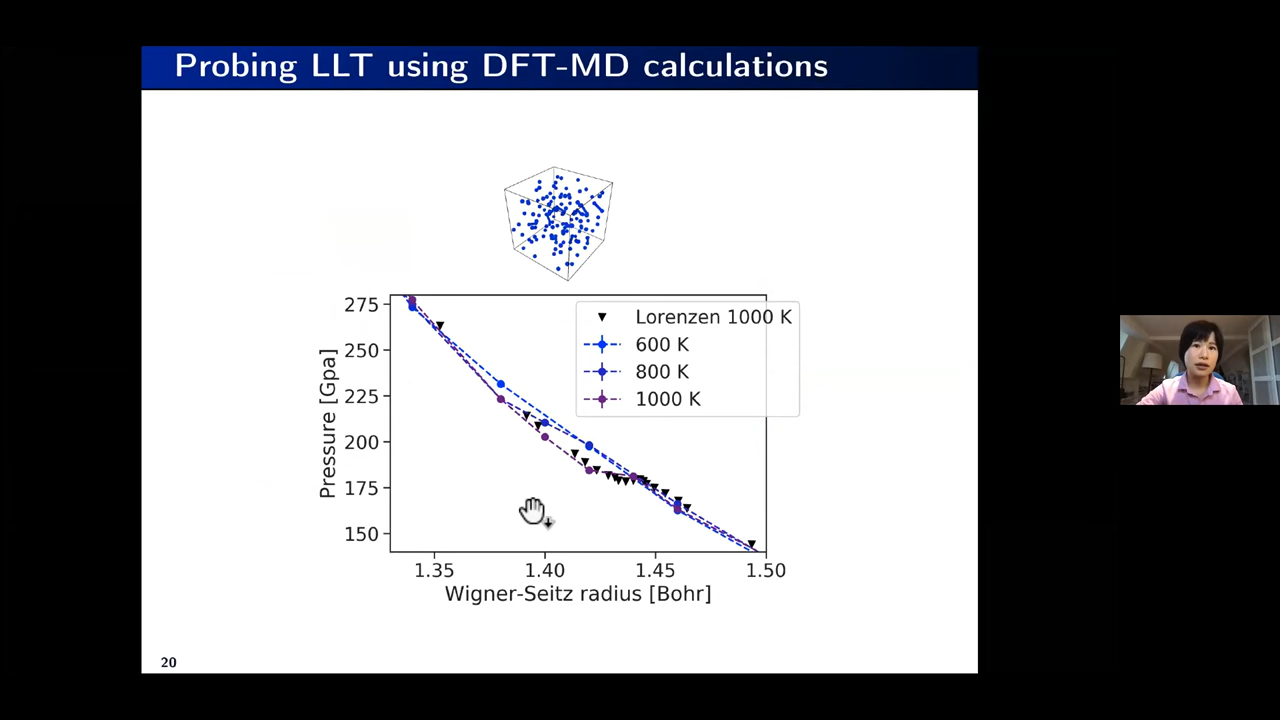 Probing LLT using DFT-MD calculations
275
250
225
200
175
150
Pressure [Gpa]
Lorenzen 1000 K
600 K
800 K
1000 K
1.35
1.40
1.45
1.50
Wigner-Seitz radius [Bohr]
20